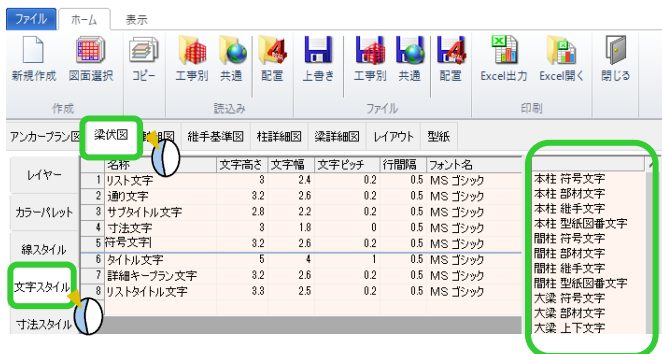 ファイル ホーム 表示
新規作成 図面選択 コピー 工事別 共通 配置 上書き 工事別 共通 配置 Excel出力 Excel開く 閉じる
作成 読込み ファイル 印刷
アンカープラン図 梁伏図 組図 継手基準図 柱詳細図 梁詳細図 レイアウト 型紙
レイヤー
カラーパレット
線スタイル
文字スタイル
寸法スタイル
名称 文字高さ 文字幅 文字ピッチ 行間隔 フォント名
1 リスト文字 3 2.4 0.2 0.5 MS ゴシック
2 通り文字 3.2 2.6 0.2 0.5 MS ゴシック
3 サブタイトル文字 2.8 2.2 0.2 0.5 MS ゴシック
4 寸法文字 3 1.8 0 0.5 MS ゴシック
5 符号文字 3.2 2.6 0.2 0.5 MS ゴシック
6 タイトル文字 5 4 1 0.5 MS ゴシック
7 詳細キープラン文字 3.2 2.6 0.2 0.5 MS ゴシック
8 リストタイトル文字 3.3 2.5 0.2 0.5 MS ゴシック
本柱 符号文字
本柱 部材文字
本柱 継手文字
本柱 型紙図番文字
間柱 符号文字
間柱 部材文字
間柱 継手文字
間柱 型紙図番文字
大梁 符号文字
大梁 部材文字
大梁 上下文字